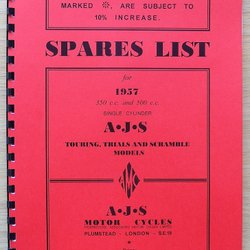 MARKED ※, ARE SUBJECT TO
10% INCREASE.
SPARES LIST
for
1957
350 c.c. and 500 c.c.
SINGLE CYLINDER
A·J·S
TOURING, TRIALS AND SCRAMBLE
MODELS
A·J·S
MOTOR CYCLES
PLUMSTEAD - LONDON - S.E.18